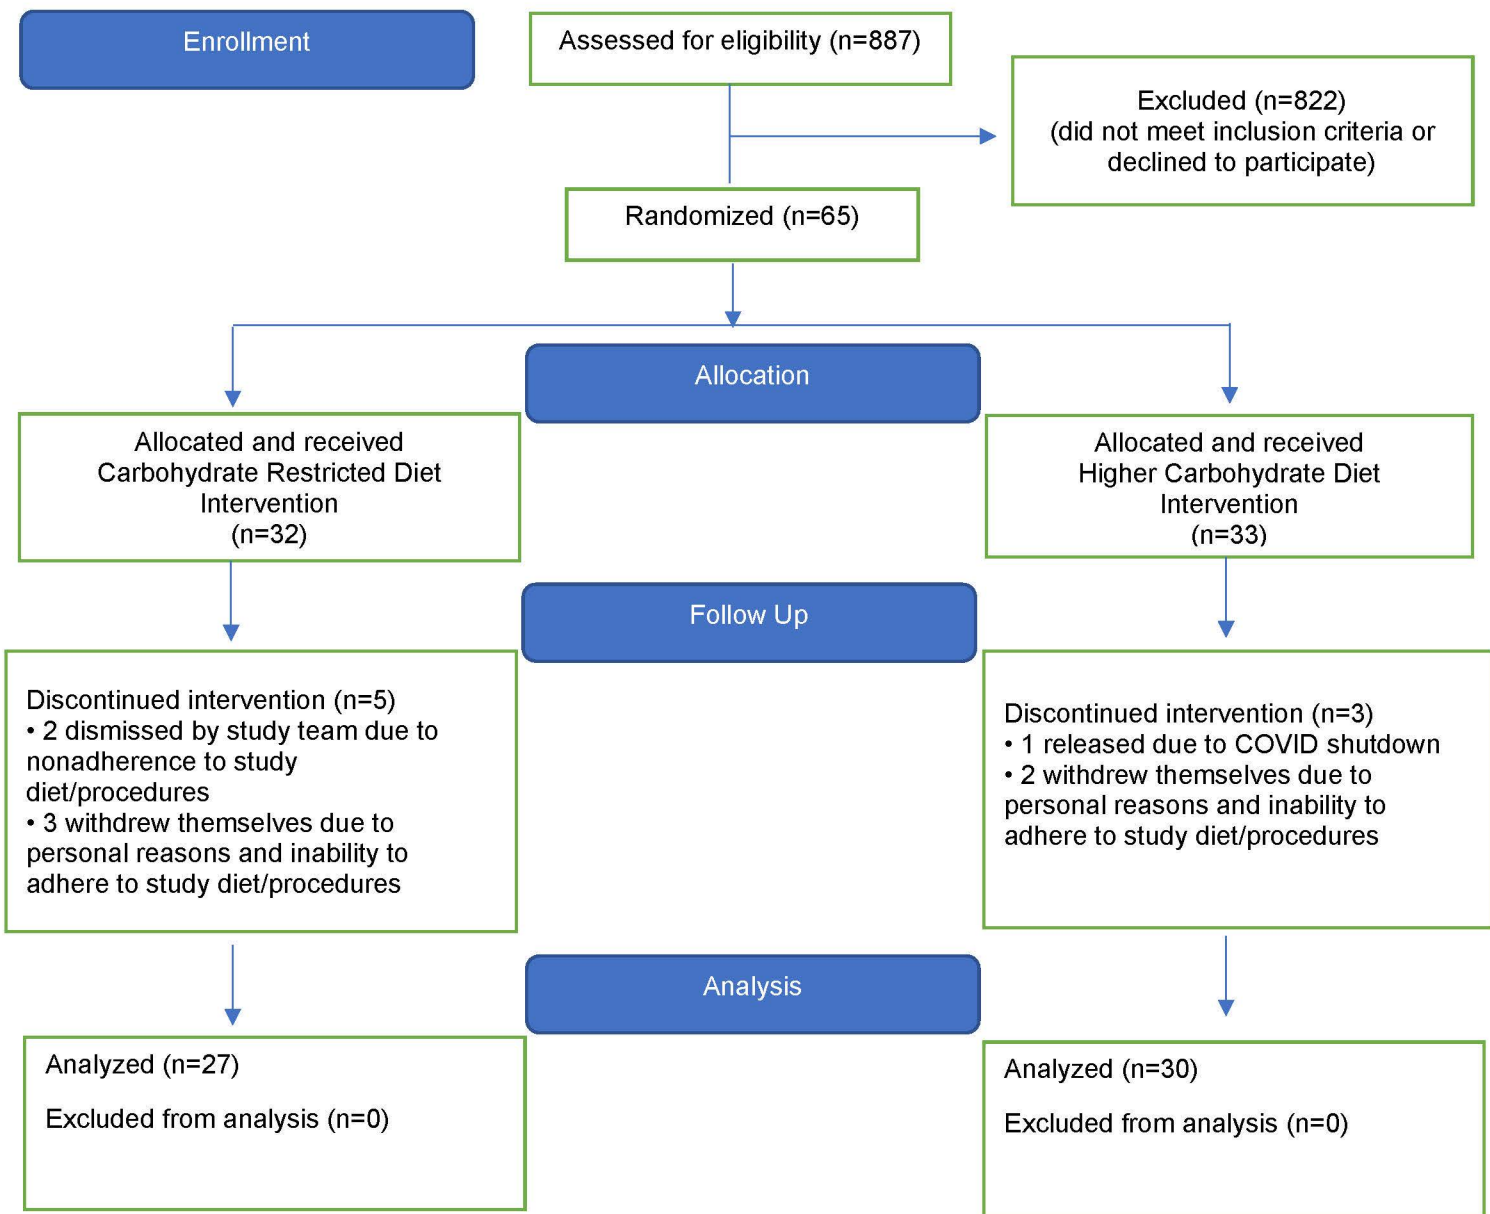 Enrollment
Assessed for eligibility (n=887)
Excluded (n=822)
(did not meet inclusion criteria or
declined to participate)
Randomized (n=65)
Allocation
Allocated and received
Carbohydrate Restricted Diet
Intervention
(n=32)
Allocated and received
Higher Carbohydrate Diet
Intervention
(n=33)
Follow Up
Discontinued intervention (n=5)
• 2 dismissed by study team due to
nonadherence to study
diet/procedures
• 3 withdrew themselves due to
personal reasons and inability to
adhere to study diet/procedures
Discontinued intervention (n=3)
• 1 released due to COVID shutdown
• 2 withdrew themselves due to
personal reasons and inability to
adhere to study diet/procedures
Analysis
Analyzed (n=27)
Excluded from analysis (n=0)
Analyzed (n=30)
Excluded from analysis (n=0)